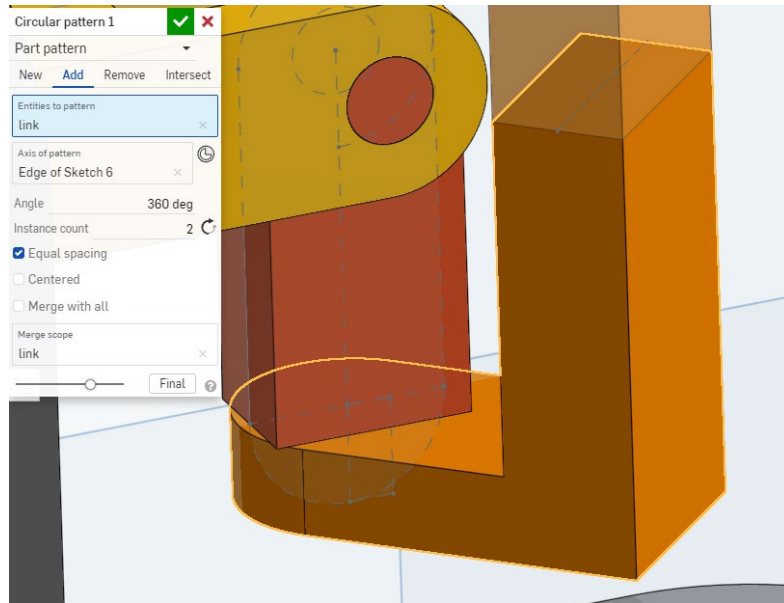 Circular pattern 1
Part pattern
New Add Remove Intersect
Entities to pattern
link
Axis of pattern
Edge of Sketch 6
Angle 360 deg
Instance count 2
Equal spacing
Centered
Merge with all
Merge scope
link
Final